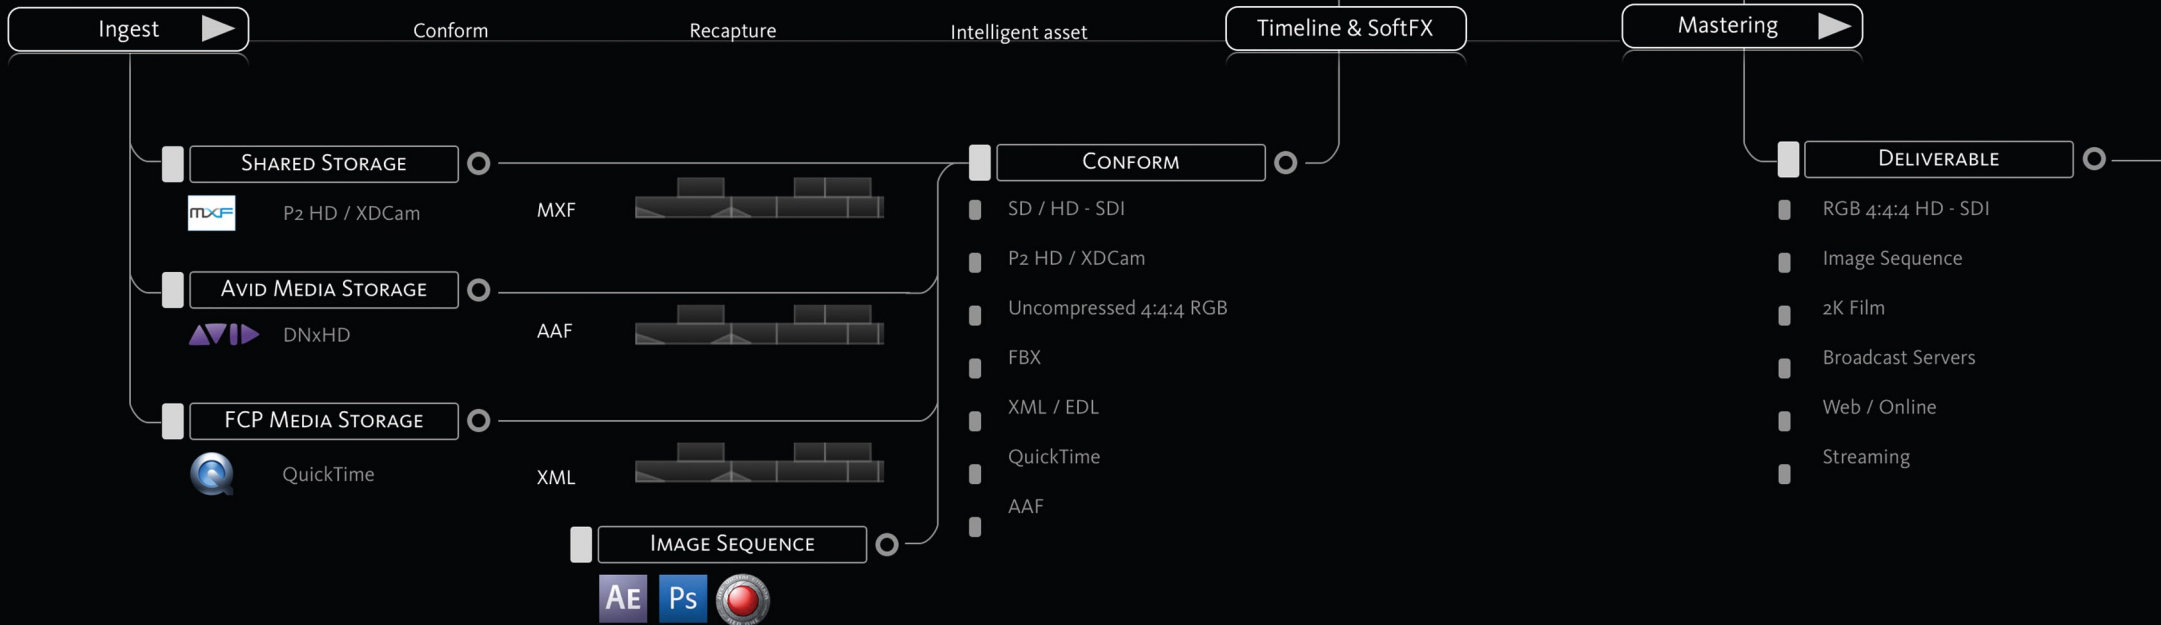 Ingest
Conform
Recapture
Intelligent asset
Timeline & SoftFX
Mastering
Shared Storage
MXF
P2 HD / XDCam
MXF
Avid Media Storage
AVID
DNxHD
AAF
FCP Media Storage
QuickTime
XML
Image Sequence
AE
Ps
Conform
SD / HD - SDI
P2 HD / XDCam
Uncompressed 4:4:4 RGB
FBX
XML / EDL
QuickTime
AAF
Deliverable
RGB 4:4:4 HD - SDI
Image Sequence
2K Film
Broadcast Servers
Web / Online
Streaming